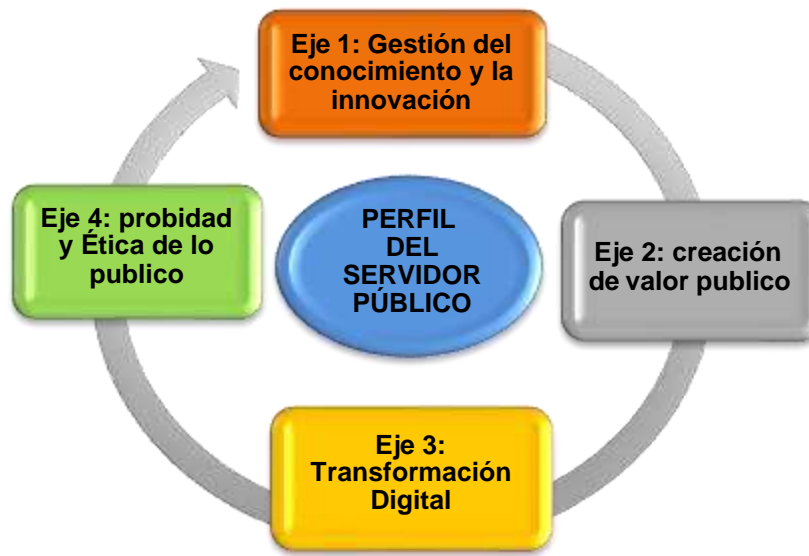 Eje 1: Gestión del
conocimiento y la
innovación
Eje 4: probidad
y Ética de lo
publico
PERFIL
DEL
SERVIDOR
PÚBLICO
Eje 2: creación
de valor publico
Eje 3:
Transformación
Digital